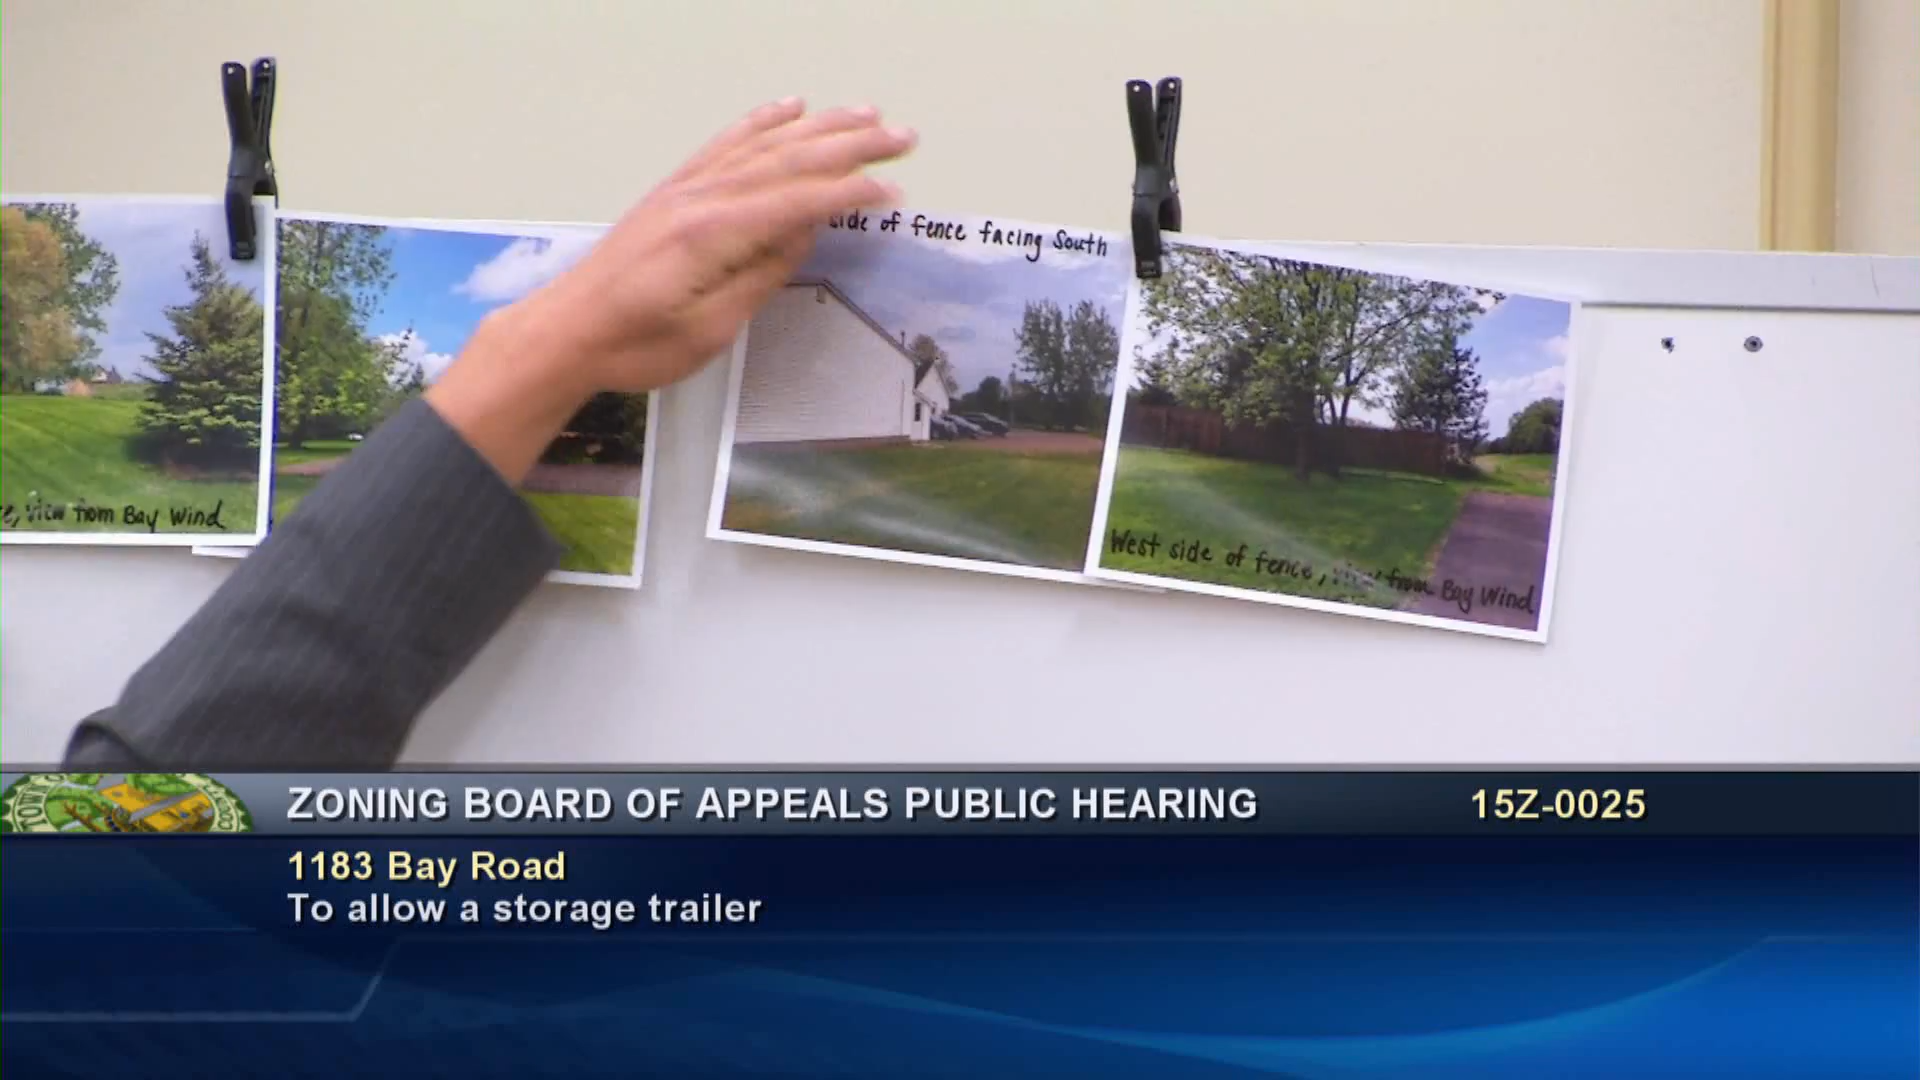 side of fence facing South
e, view from Bay Wind
West side of fence, view from Bay Wind
TOWN O
ZONING BOARD OF APPEALS PUBLIC HEARING 15Z-0025
1183 Bay Road
To allow a storage trailer